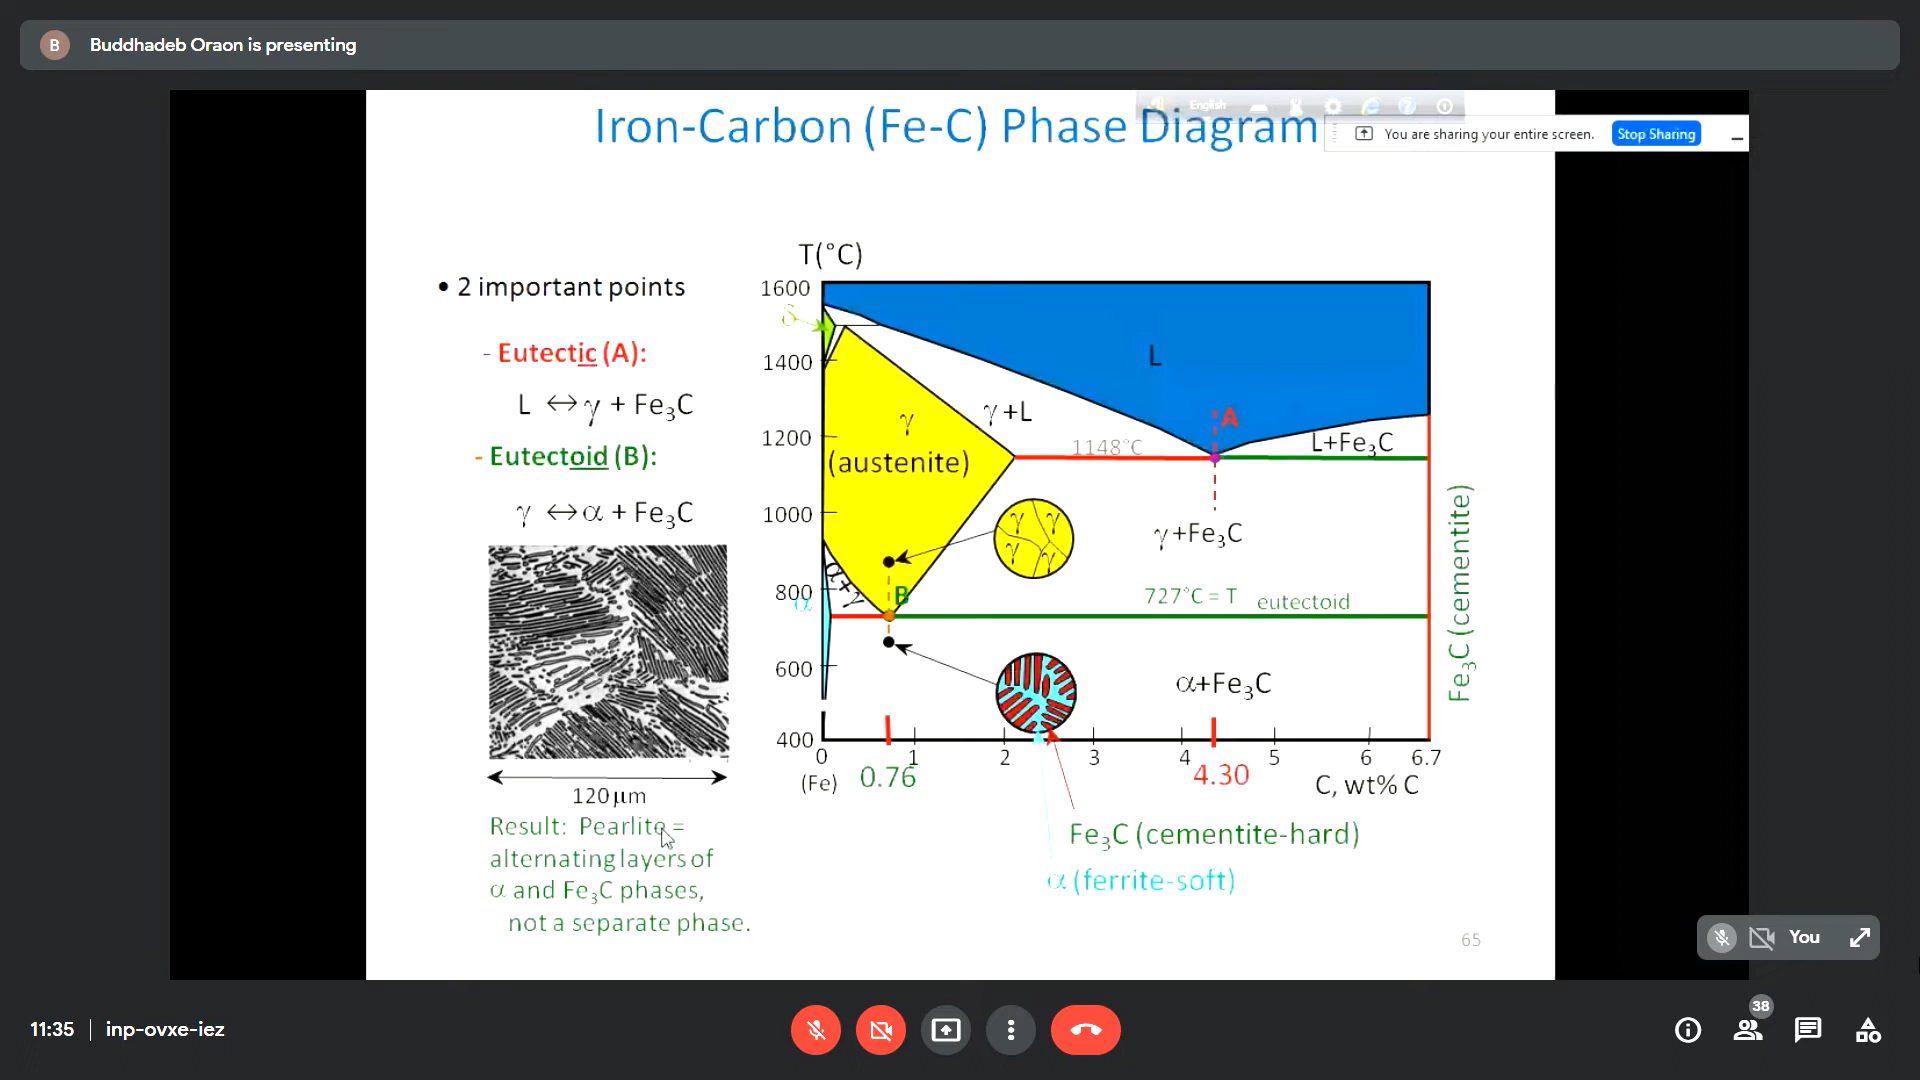 B
Buddhadeb Oraon is presenting
English
Iron-Carbon (Fe-C) Phase Diagram
You are sharing your entire screen.
Stop Sharing
T(°C)
• 2 important points
- Eutectic (A):
L ↔ γ + Fe₃C
- Eutectoid (B):
γ ↔ α + Fe₃C
120 μm
Result: Pearlite =
alternating layers of
α and Fe₃C phases,
not a separate phase.
1600
δ
1400
L
γ
γ+L
A
1200
1148°C
L+Fe₃C
(austenite)
1000
γ γ
γ γ
γ+Fe₃C
α+γ
800
α
B
727°C = T eutectoid
600
α+Fe₃C
400
Fe₃C (cementite)
0 1 2 3 4 5 6 6.7
(Fe) 0.76 4.30 C, wt% C
Fe₃C (cementite-hard)
α (ferrite-soft)
65
You
11:35 | inp-ovxe-iez
38